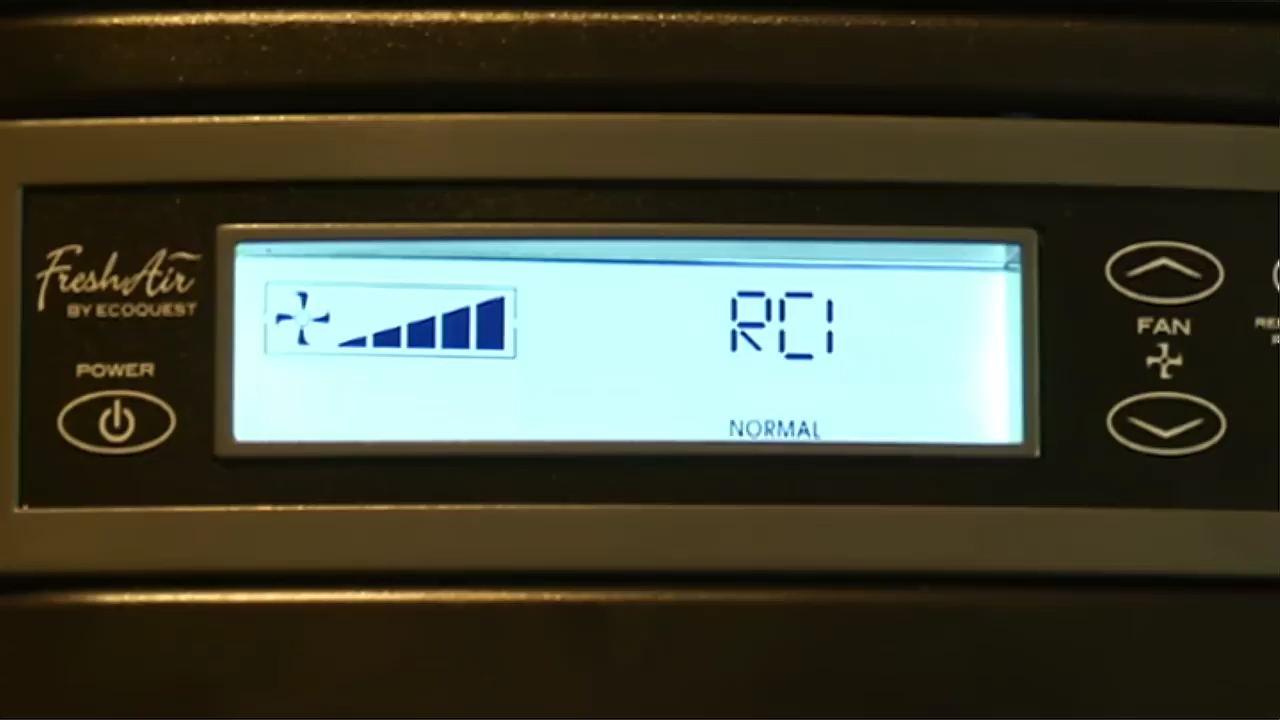 FreshAir
BY ECOQUEST
POWER
RCI
NORMAL
FAN